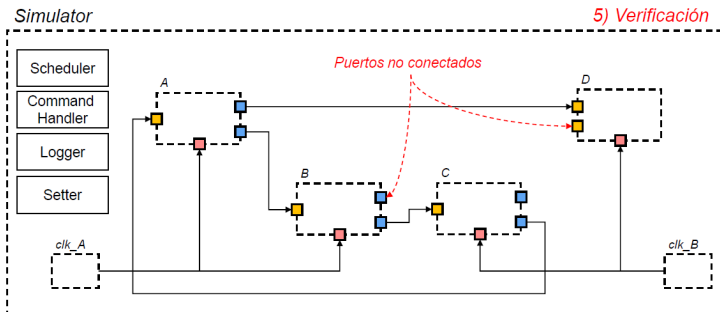 Simulator
5) Verificación
Scheduler
Command
Handler
Logger
Setter
A
Puertos no conectados
D
B
C
clk_A
clk_B